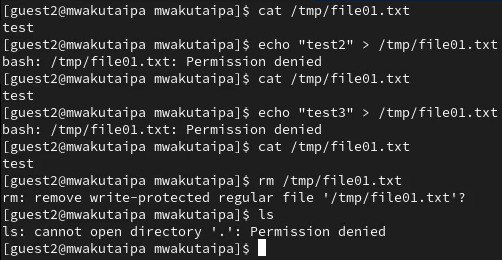 [guest2@mwakutaipa mwakutaipa]$ cat /tmp/file01.txt
test
[guest2@mwakutaipa mwakutaipa]$ echo "test2" > /tmp/file01.txt
bash: /tmp/file01.txt: Permission denied
[guest2@mwakutaipa mwakutaipa]$ cat /tmp/file01.txt
test
[guest2@mwakutaipa mwakutaipa]$ echo "test3" > /tmp/file01.txt
bash: /tmp/file01.txt: Permission denied
[guest2@mwakutaipa mwakutaipa]$ cat /tmp/file01.txt
test
[guest2@mwakutaipa mwakutaipa]$ rm /tmp/file01.txt
rm: remove write-protected regular file '/tmp/file01.txt'?
[guest2@mwakutaipa mwakutaipa]$ ls
ls: cannot open directory '.': Permission denied
[guest2@mwakutaipa mwakutaipa]$